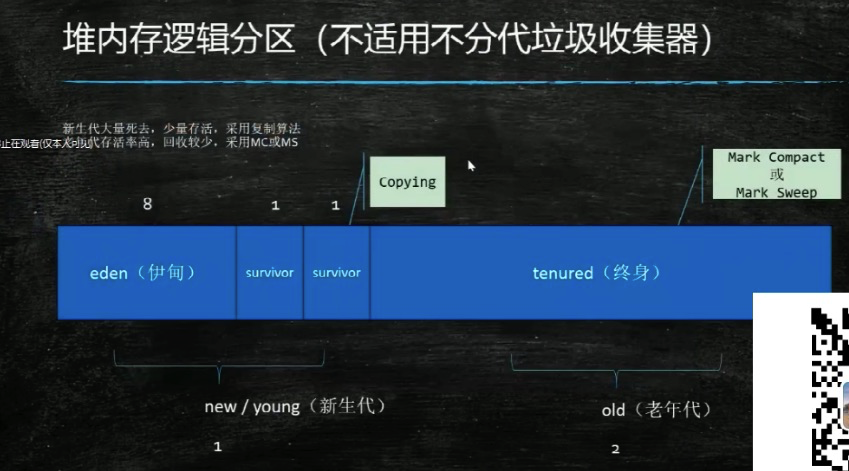 堆内存逻辑分区（不适用不分代垃圾收集器）
新生代大量死去，少量存活，采用复制算法
代存活率高，回收较少，采用MC或MS
止在观看(仅本人可见)
Copying
Mark Compact
或
Mark Sweep
8
1
1
eden（伊甸）
survivor
survivor
tenured（终身）
new / young（新生代）
old（老年代）
1
2